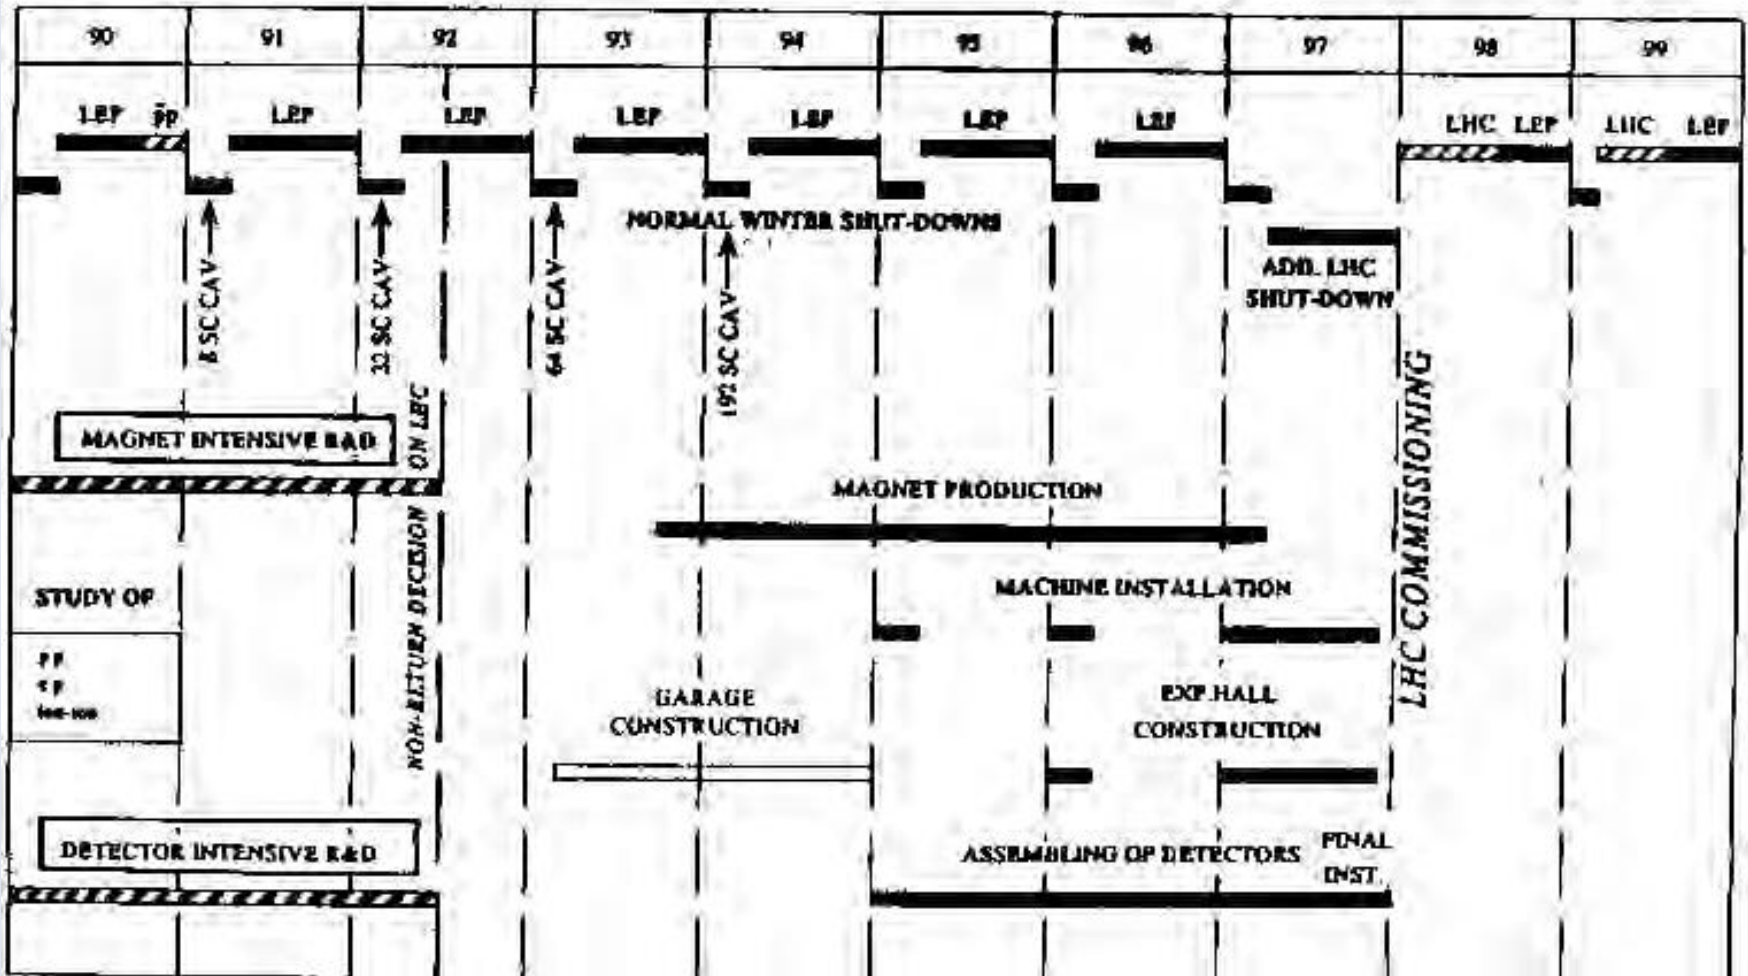 90 91 92 93 94 95 96 97 98 99
LEP p̄p LEP LEP LEP LEP LEP LEP LHC LEP LHC LEP
NORMAL WINTER SHUT-DOWNS
ADD. LHC
SHUT-DOWN
8 SC CAV
32 SC CAV
64 SC CAV
192 SC CAV
MAGNET INTENSIVE R&D
NON-RETURN DECISION ON LHC
MAGNET PRODUCTION
LHC COMMISSIONING
MACHINE INSTALLATION
STUDY OF
PP
e p
ion-ion
GARAGE
CONSTRUCTION
EXP. HALL
CONSTRUCTION
DETECTOR INTENSIVE R&D
ASSEMBLING OF DETECTORS
FINAL
INST.